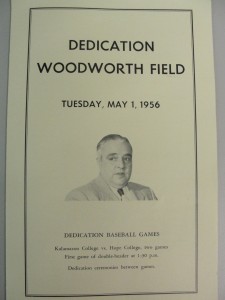 DEDICATION
WOODWORTH FIELD
TUESDAY, MAY 1, 1956
DEDICATION BASEBALL GAMES
Kalamazoo College vs. Hope College, two games
First game of double-header at 1:30 p.m.
Dedication ceremonies between games.